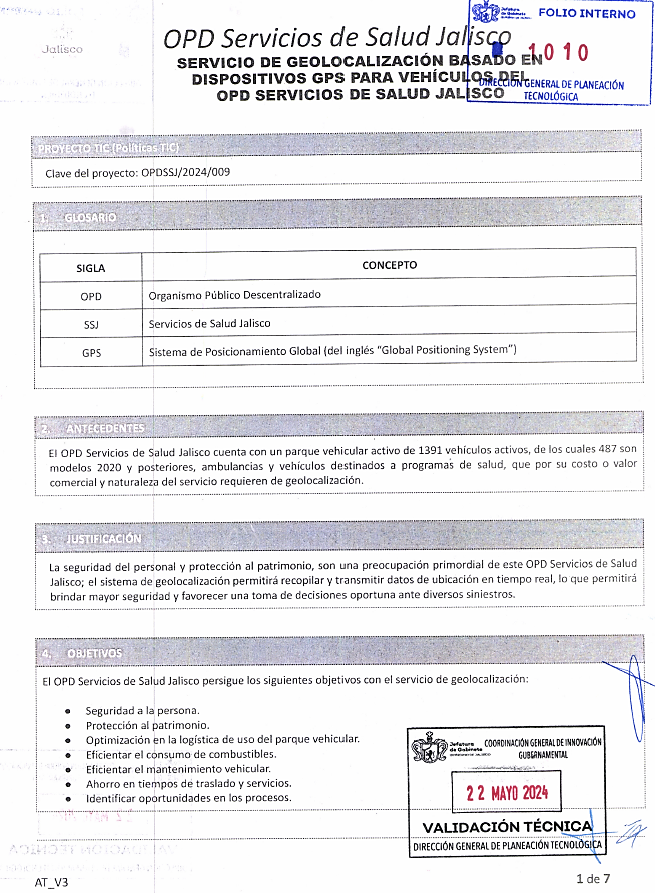 Jalisco
OPD Servicios de Salud Jalisco
SERVICIO DE GEOLOCALIZACIÓN BASADO EN
DISPOSITIVOS GPS PARA VEHÍCULOS DEL
OPD SERVICIOS DE SALUD JALISCO
Jefatura
de Gabinete
FOLIO INTERNO
1010
DIRECCIÓN GENERAL DE PLANEACIÓN
TECNOLÓGICA
PROYECTO TIC (Políticas TIC)
Clave del proyecto: OPDSSJ/2024/009
1. GLOSARIO
SIGLA CONCEPTO
OPD Organismo Público Descentralizado
SSJ Servicios de Salud Jalisco
GPS Sistema de Posicionamiento Global (del inglés “Global Positioning System”)
2. ANTECEDENTES
El OPD Servicios de Salud Jalisco cuenta con un parque vehicular activo de 1391 vehículos activos, de los cuales 487 son
modelos 2020 y posteriores, ambulancias y vehículos destinados a programas de salud, que por su costo o valor
comercial y naturaleza del servicio requieren de geolocalización.
3. JUSTIFICACIÓN
La seguridad del personal y protección al patrimonio, son una preocupación primordial de este OPD Servicios de Salud
Jalisco; el sistema de geolocalización permitirá recopilar y transmitir datos de ubicación en tiempo real, lo que permitirá
brindar mayor seguridad y favorecer una toma de decisiones oportuna ante diversos siniestros.
4. OBJETIVOS
El OPD Servicios de Salud Jalisco persigue los siguientes objetivos con el servicio de geolocalización:
• Seguridad a la persona.
• Protección al patrimonio.
• Optimización en la logística de uso del parque vehicular.
• Eficientar el consumo de combustibles.
• Eficientar el mantenimiento vehicular.
• Ahorro en tiempos de traslado y servicios.
• Identificar oportunidades en los procesos.
Jefatura
de Gabinete
COORDINACIÓN GENERAL DE INNOVACIÓN
GUBERNAMENTAL
22 MAYO 2024
VALIDACIÓN TÉCNICA
DIRECCIÓN GENERAL DE PLANEACIÓN TECNOLÓGICA
AT_V3
1 de 7